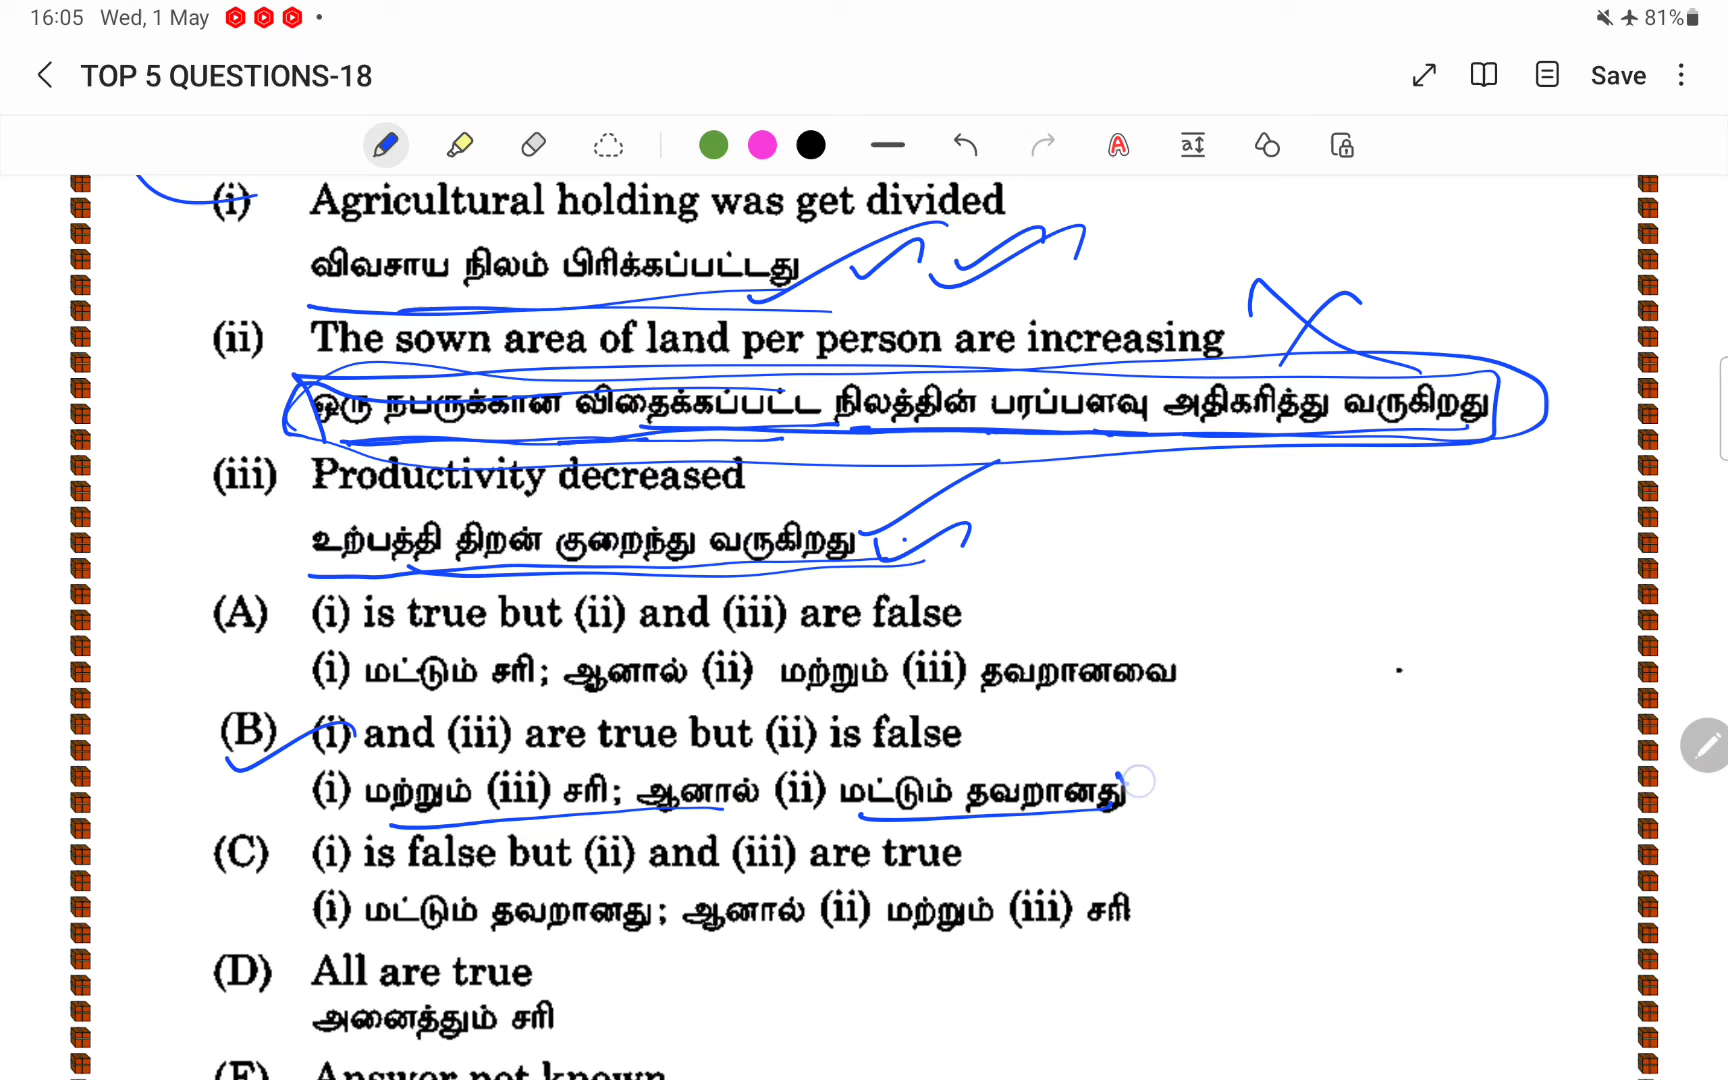 16:05 Wed, 1 May
81%
TOP 5 QUESTIONS-18
Save
(i) Agricultural holding was get divided
விவசாய நிலம் பிரிக்கப்பட்டது
(ii) The sown area of land per person are increasing
ஒரு நபருக்கான விதைக்கப்பட்ட நிலத்தின் பரப்பளவு அதிகரித்து வருகிறது
(iii) Productivity decreased
உற்பத்தி திறன் குறைந்து வருகிறது
(A) (i) is true but (ii) and (iii) are false
(i) மட்டும் சரி; ஆனால் (ii) மற்றும் (iii) தவறானவை
(B) (i) and (iii) are true but (ii) is false
(i) மற்றும் (iii) சரி; ஆனால் (ii) மட்டும் தவறானது
(C) (i) is false but (ii) and (iii) are true
(i) மட்டும் தவறானது; ஆனால் (ii) மற்றும் (iii) சரி
(D) All are true
அனைத்தும் சரி
(E) Answer not known